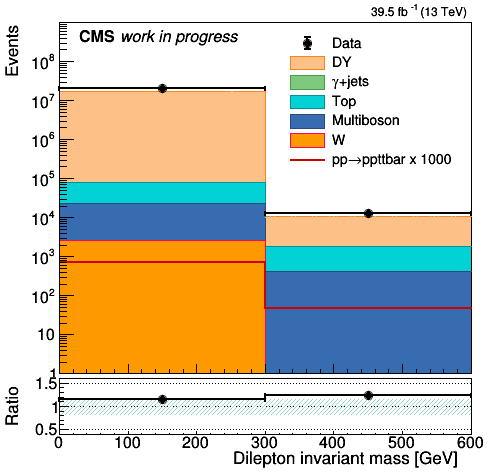 39.5 fb⁻¹ (13 TeV)
CMS work in progress
Events
Data
DY
γ+jets
Top
Multiboson
W
pp→ppttbar x 1000
10⁸
10⁷
10⁶
10⁵
10⁴
10³
10²
10
1
Ratio
1.5
1
0.5
0 100 200 300 400 500 600
Dilepton invariant mass [GeV]